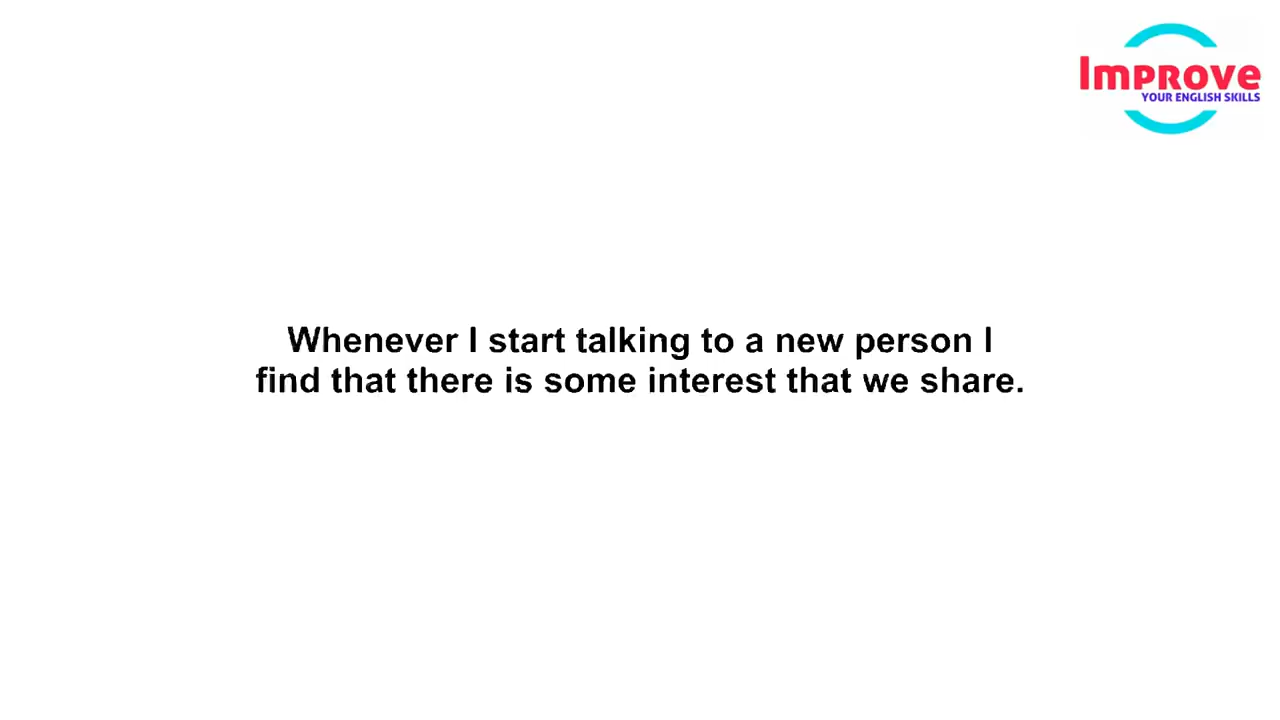 Improve
YOUR ENGLISH SKILLS
Whenever I start talking to a new person I
find that there is some interest that we share.